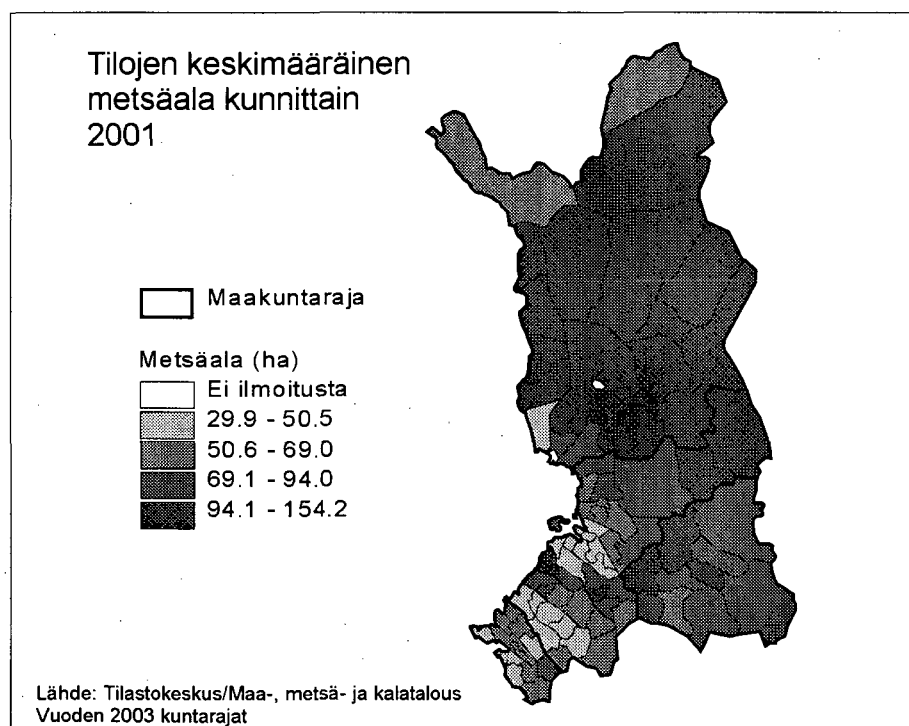 Tilojen keskimääräinen
metsäala kunnittain
2001
Maakuntaraja
Metsäala (ha)
Ei ilmoitusta
29.9 - 50.5
50.6 - 69.0
69.1 - 94.0
94.1 - 154.2
Lähde: Tilastokeskus/Maa-, metsä- ja kalatalous
Vuoden 2003 kuntarajat